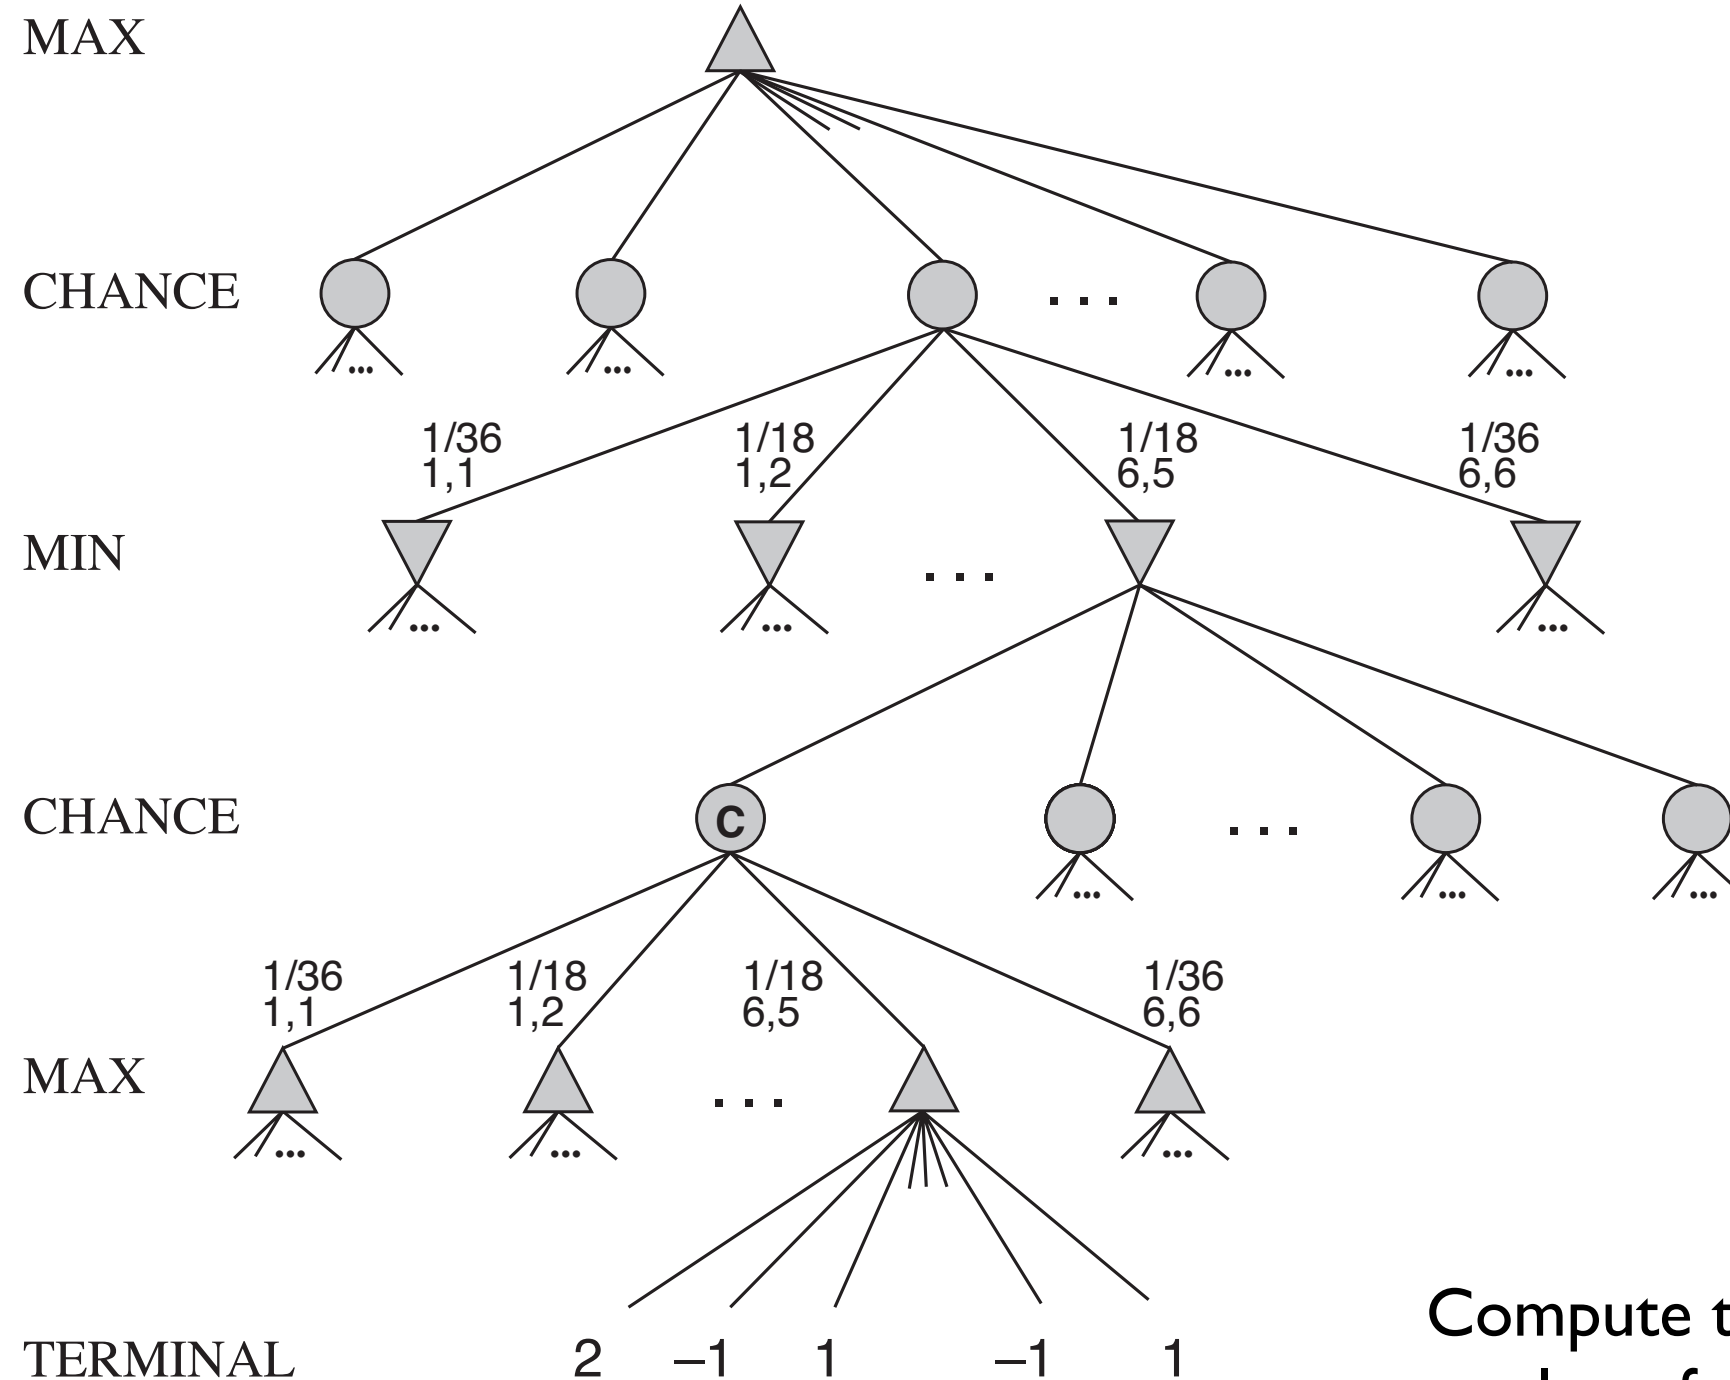 MAX
CHANCE
...
1/36 1/18 1/18 1/36
1,1 1,2 6,5 6,6
MIN
...
CHANCE
C
...
1/36 1/18 1/18 1/36
1,1 1,2 6,5 6,6
MAX
...
Compute
TERMINAL 2 –1 1 –1 1